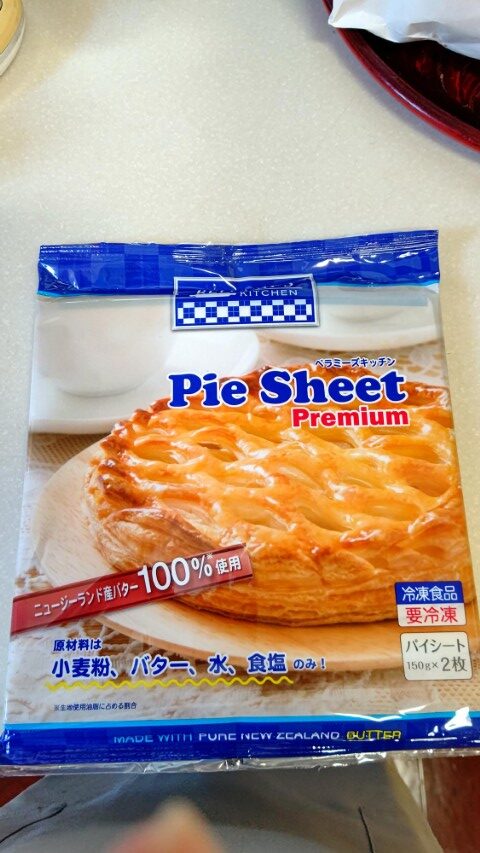 KITCHEN
ベラミーズキッチン
Pie Sheet
Premium
ニュージーランド産バター100%※使用
冷凍食品
要冷凍
原材料は
小麦粉、バター、水、食塩 のみ！
パイシート
150g×2枚
※生地使用油脂に占める割合
MADE WITH PURE NEW ZEALAND BUTTER